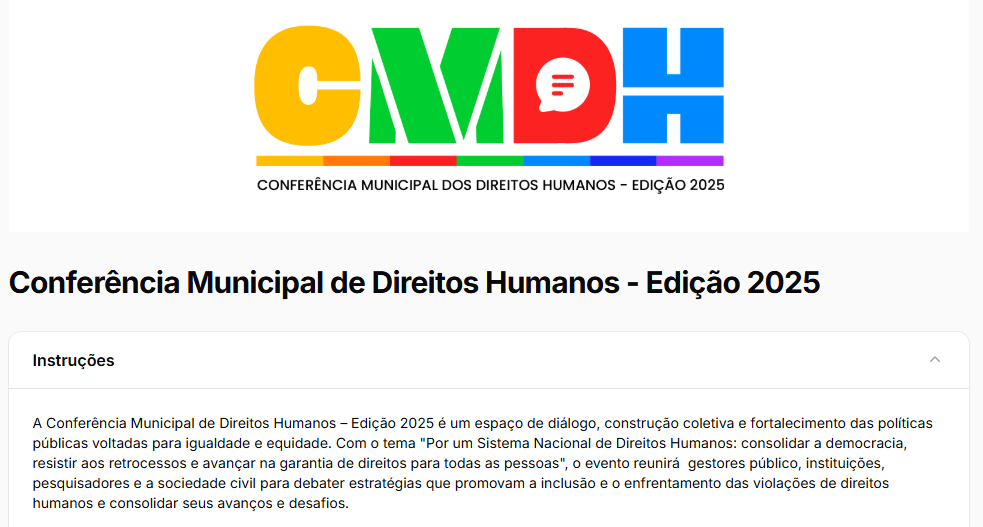 CMDH
CONFERÊNCIA MUNICIPAL DOS DIREITOS HUMANOS - EDIÇÃO 2025
Conferência Municipal de Direitos Humanos - Edição 2025
Instruções
A Conferência Municipal de Direitos Humanos – Edição 2025 é um espaço de diálogo, construção coletiva e fortalecimento das políticas
públicas voltadas para igualdade e equidade. Com o tema "Por um Sistema Nacional de Direitos Humanos: consolidar a democracia,
resistir aos retrocessos e avançar na garantia de direitos para todas as pessoas", o evento reunirá  gestores público, instituições,
pesquisadores e a sociedade civil para debater estratégias que promovam a inclusão e o enfrentamento das violações de direitos
humanos e consolidar seus avanços e desafios.